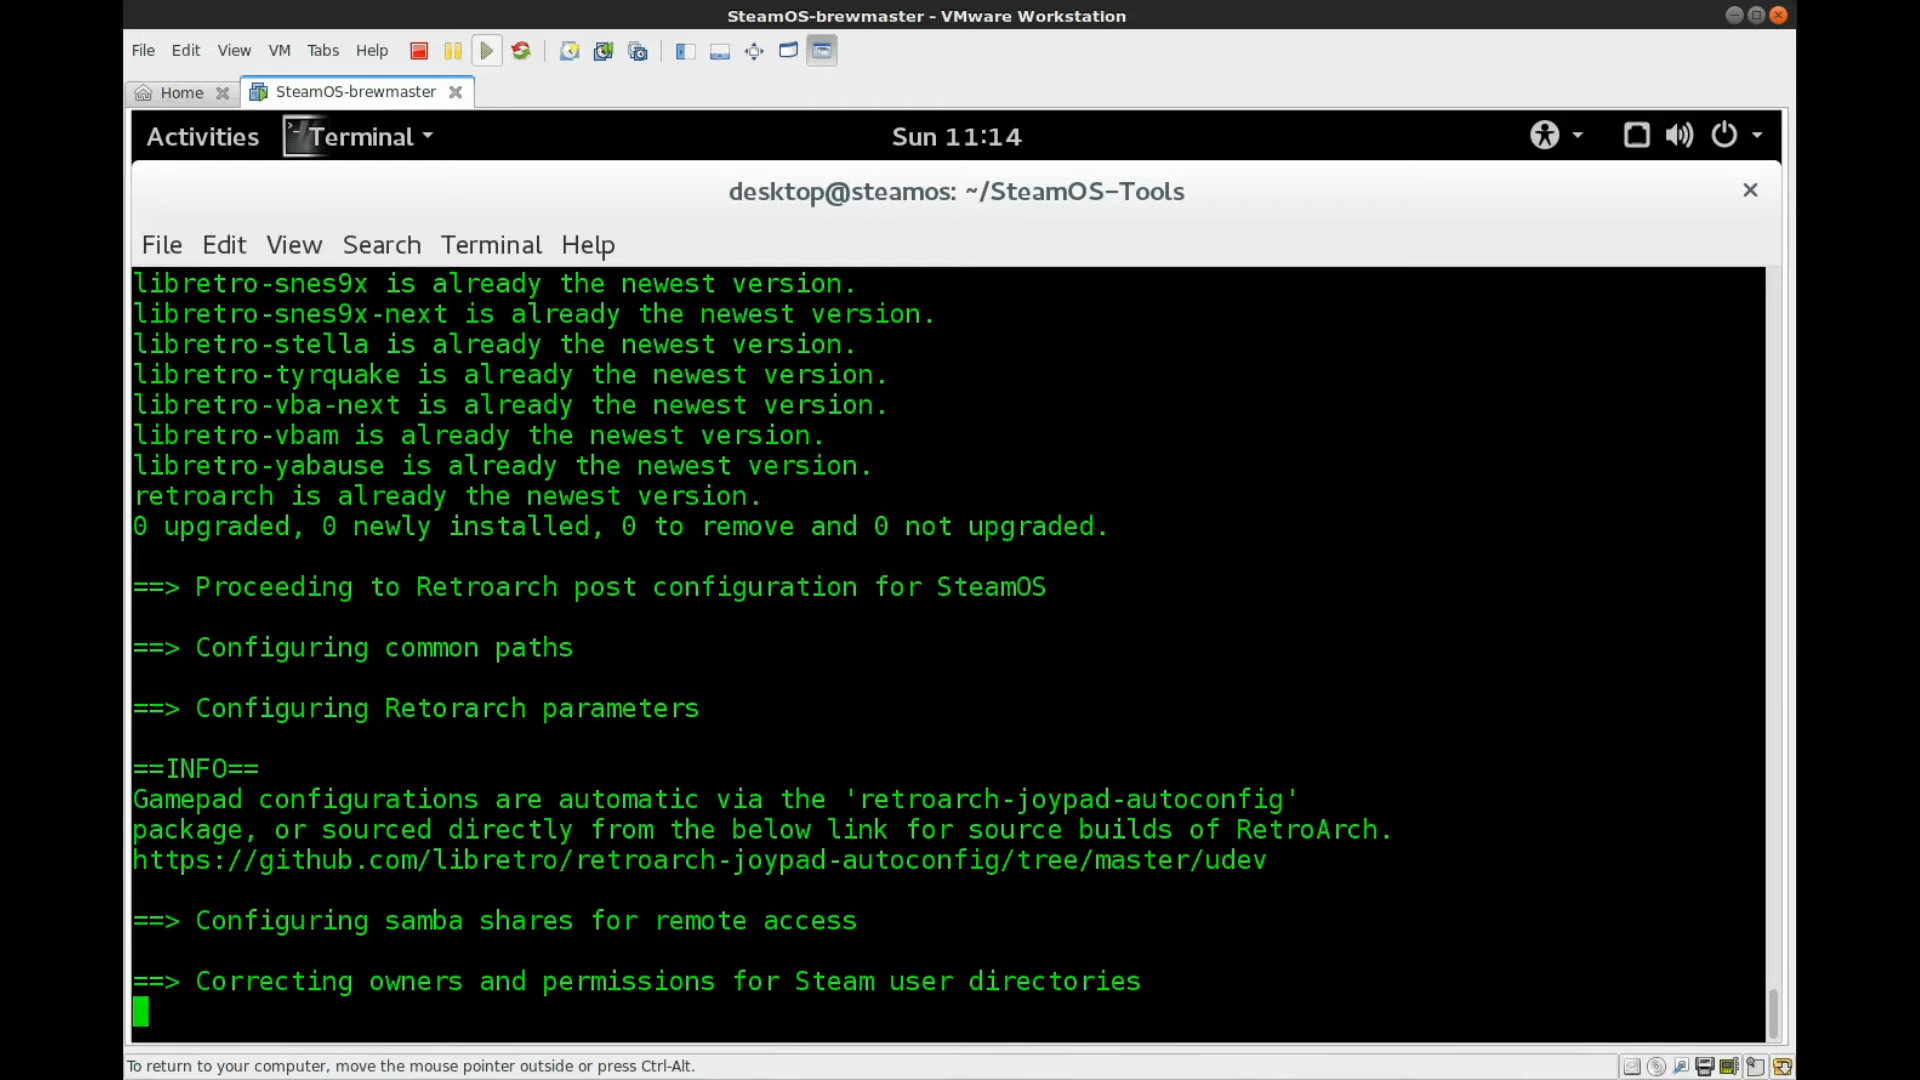 SteamOS-brewmaster - VMware Workstation
File Edit View VM Tabs Help
Home SteamOS-brewmaster
Activities Terminal Sun 11:14
desktop@steamos: ~/SteamOS-Tools
File Edit View Search Terminal Help
libretro-snes9x is already the newest version.
libretro-snes9x-next is already the newest version.
libretro-stella is already the newest version.
libretro-tyrquake is already the newest version.
libretro-vba-next is already the newest version.
libretro-vbam is already the newest version.
libretro-yabause is already the newest version.
retroarch is already the newest version.
0 upgraded, 0 newly installed, 0 to remove and 0 not upgraded.
==> Proceeding to Retroarch post configuration for SteamOS
==> Configuring common paths
==> Configuring Retorarch parameters
==INFO==
Gamepad configurations are automatic via the 'retroarch-joypad-autoconfig'
package, or sourced directly from the below link for source builds of RetroArch.
https://github.com/libretro/retroarch-joypad-autoconfig/tree/master/udev
==> Configuring samba shares for remote access
==> Correcting owners and permissions for Steam user directories
To return to your computer, move the mouse pointer outside or press Ctrl-Alt.